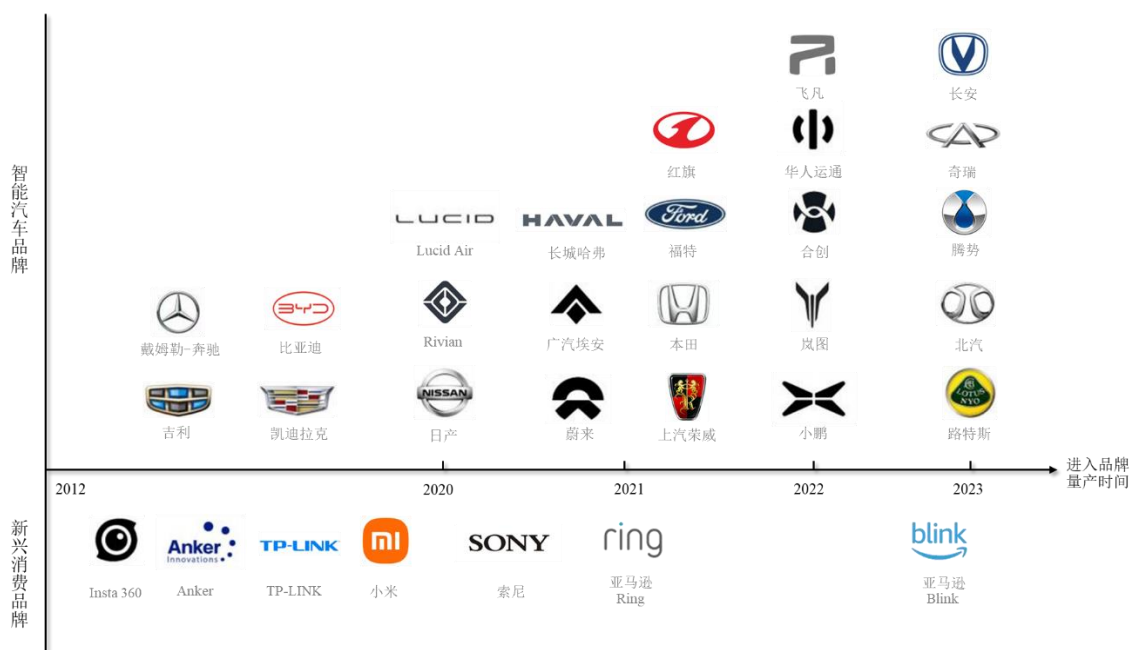 智能汽车品牌
飞凡
长安
红旗
华人运通
奇瑞
LUCID
HAVAL
Ford
Lucid Air
长城哈弗
福特
合创
腾势
BYD
戴姆勒-奔驰
比亚迪
Rivian
广汽埃安
本田
岚图
北汽
NISSAN
LOTUS
NYO
吉利
凯迪拉克
日产
蔚来
上汽荣威
小鹏
路特斯
进入品牌
量产时间
2012
2020
2021
2022
2023
新兴消费品牌
Anker
Innovations
TP-LINK
mi
SONY
ring
blink
Insta 360
Anker
TP-LINK
小米
索尼
亚马逊
Ring
亚马逊
Blink